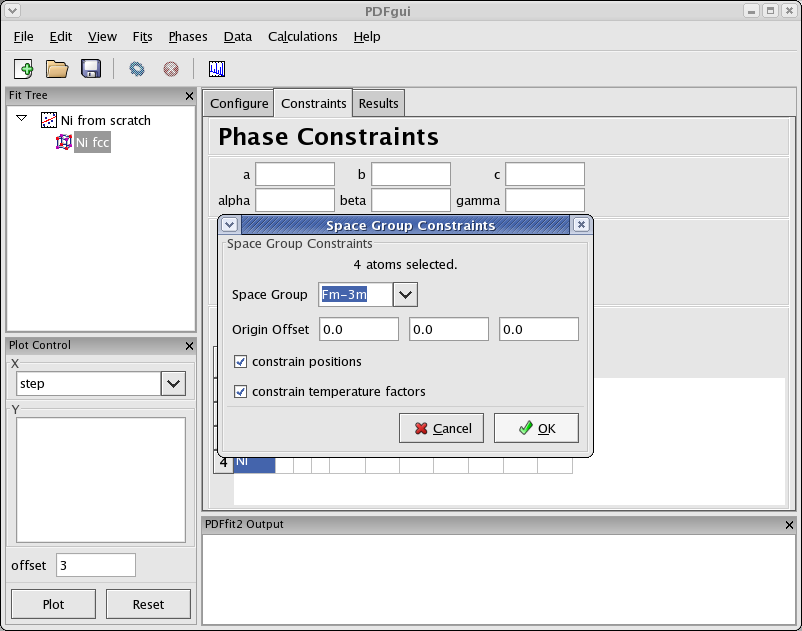 PDFgui
File Edit View Fits Phases Data Calculations Help
Fit Tree
Ni from scratch
Ni fcc
Configure Constraints Results
Phase Constraints
a b c
alpha beta gamma
Space Group Constraints
Space Group Constraints
4 atoms selected.
Space Group Fm-3m
Origin Offset 0.0 0.0 0.0
constrain positions
constrain temperature factors
Cancel OK
4 Ni
Plot Control
X
step
Y
offset 3
Plot Reset
PDFfit2 Output